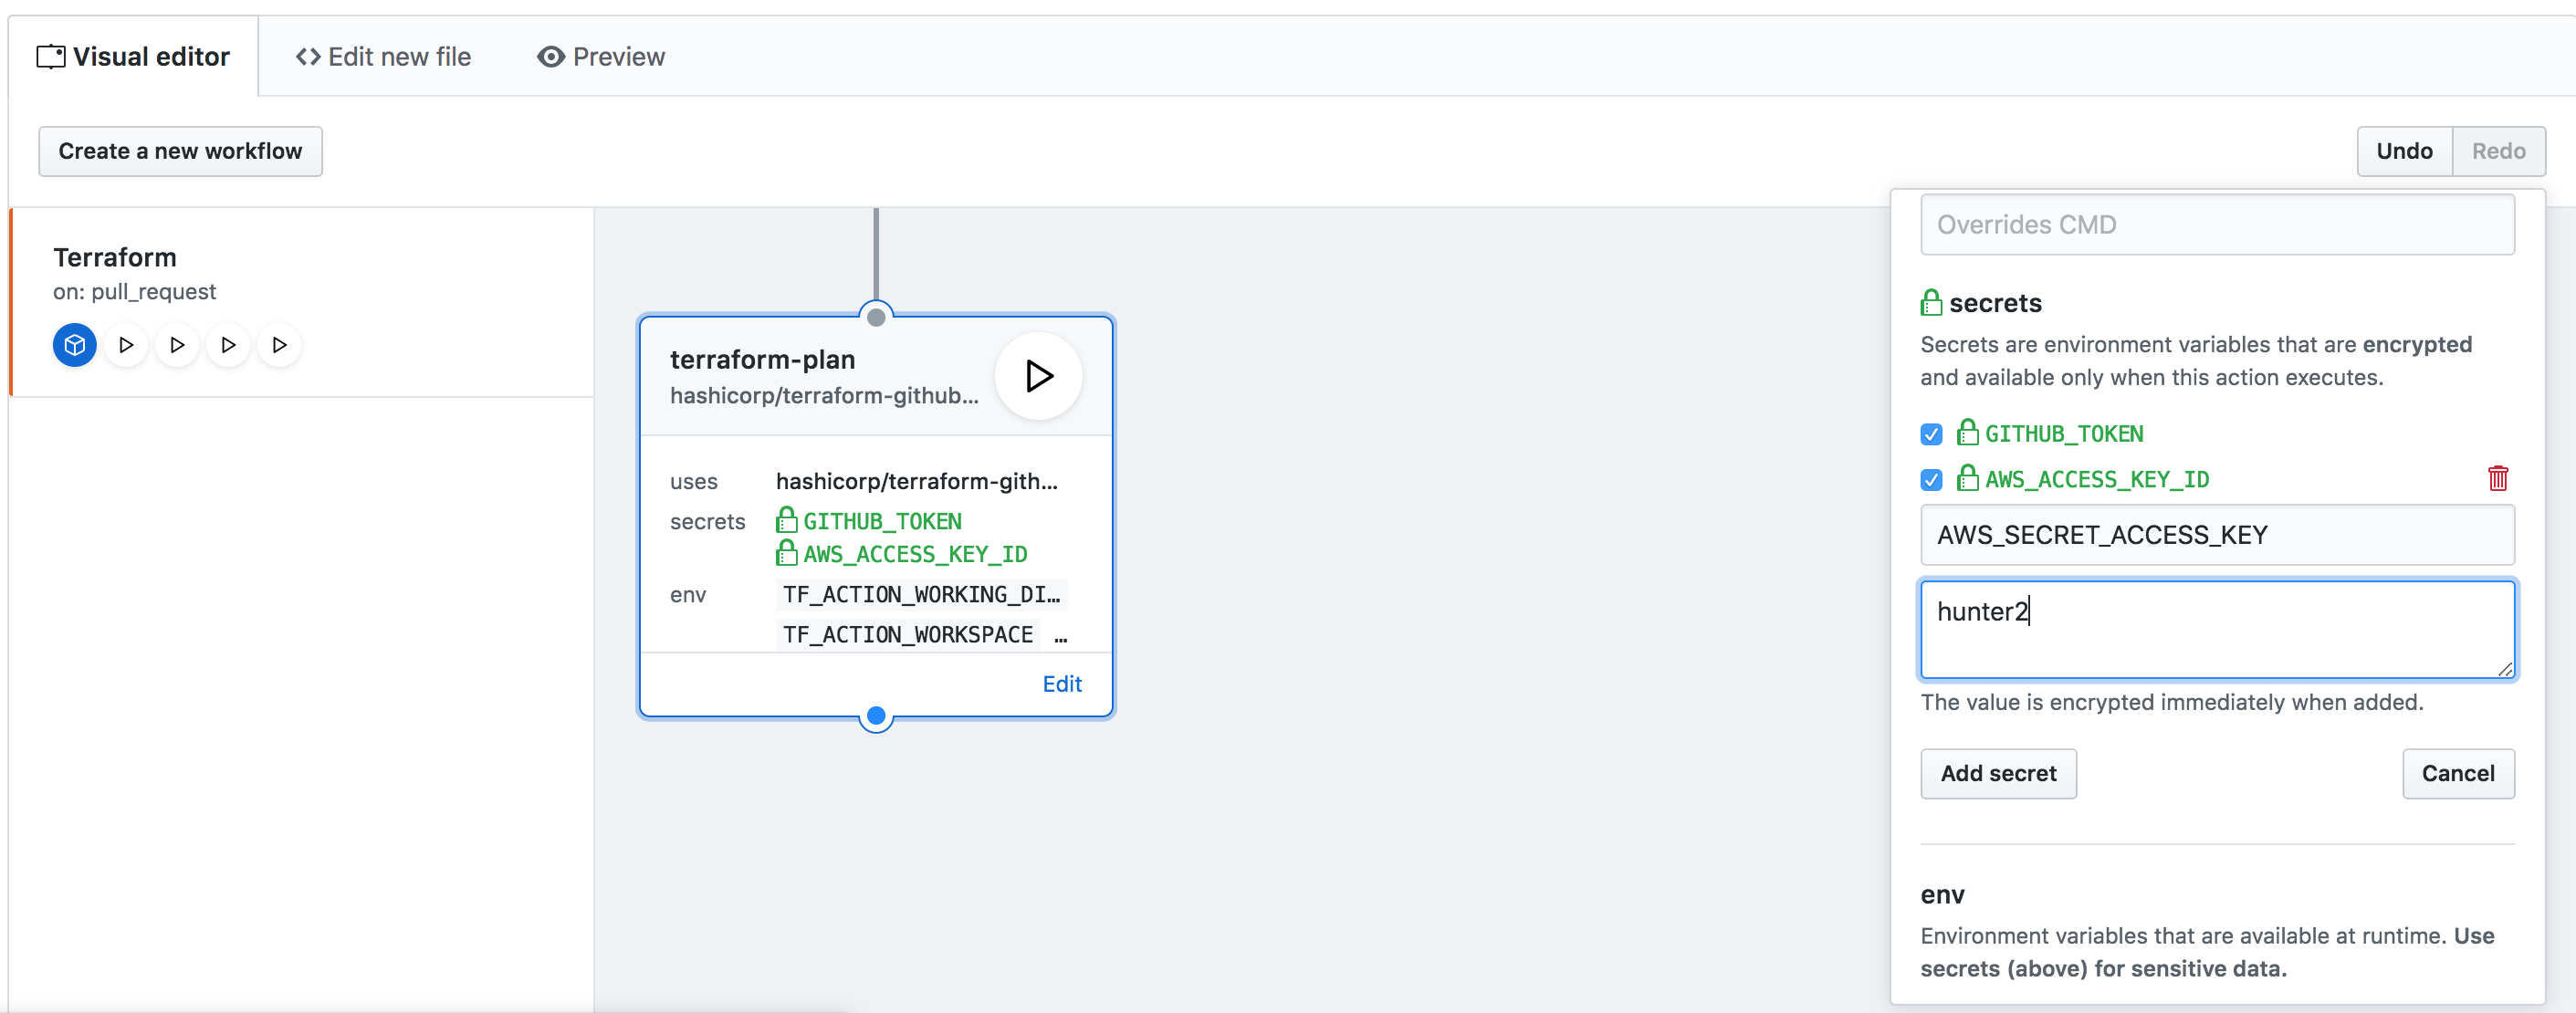 Visual editor
Edit new file
Preview
Create a new workflow
Undo
Redo
Terraform
on: pull_request
terraform-plan
hashicorp/terraform-github...
uses
hashicorp/terraform-gith...
secrets
GITHUB_TOKEN
AWS_ACCESS_KEY_ID
env
TF_ACTION_WORKING_DI...
TF_ACTION_WORKSPACE ...
Edit
Overrides CMD
secrets
Secrets are environment variables that are encrypted
and available only when this action executes.
GITHUB_TOKEN
AWS_ACCESS_KEY_ID
AWS_SECRET_ACCESS_KEY
hunter2
The value is encrypted immediately when added.
Add secret
Cancel
env
Environment variables that are available at runtime. Use
secrets (above) for sensitive data.